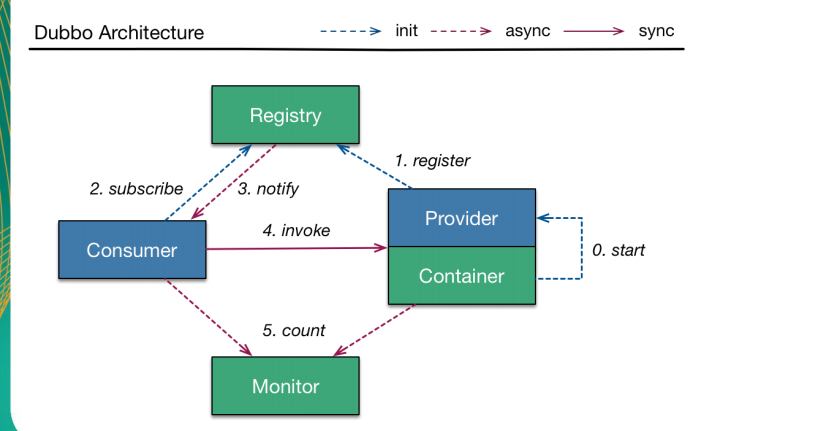 Dubbo Architecture
init
async
sync
Registry
1. register
2. subscribe
3. notify
Provider
4. invoke
Consumer
0. start
Container
5. count
Monitor